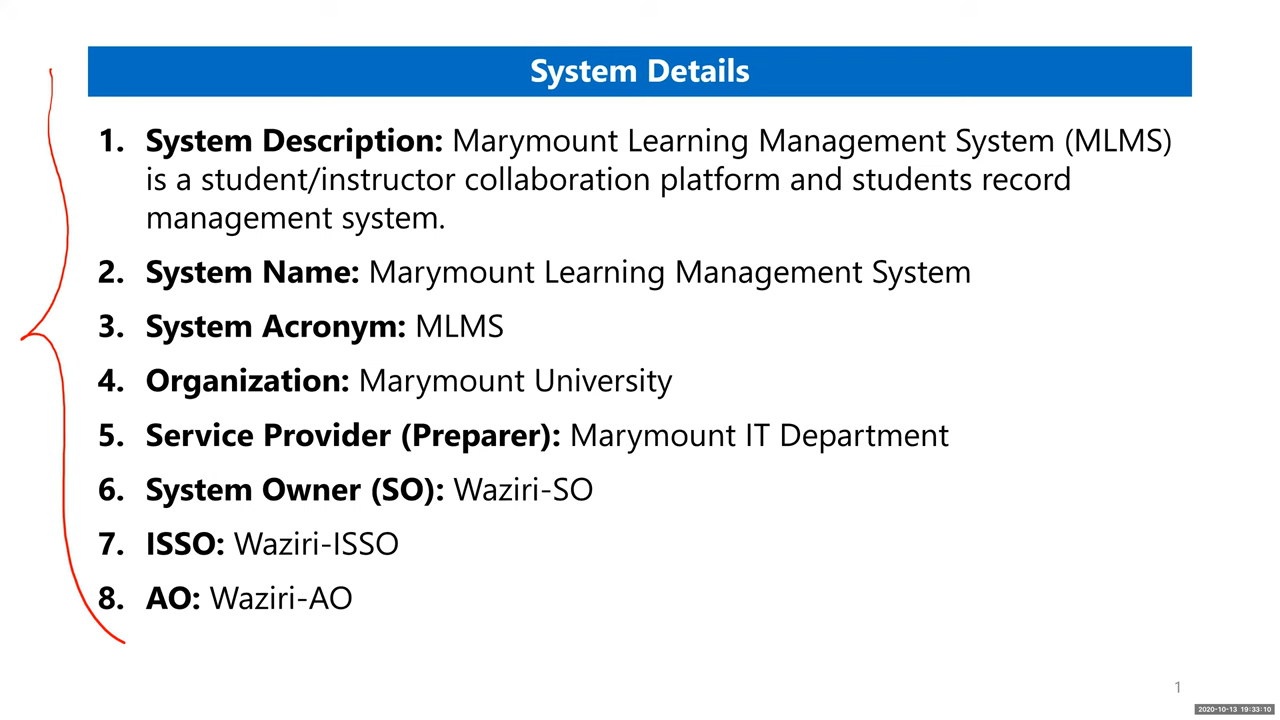 System Details
1. System Description: Marymount Learning Management System (MLMS)
is a student/instructor collaboration platform and students record
management system.
2. System Name: Marymount Learning Management System
3. System Acronym: MLMS
4. Organization: Marymount University
5. Service Provider (Preparer): Marymount IT Department
6. System Owner (SO): Waziri-SO
7. ISSO: Waziri-ISSO
8. AO: Waziri-AO
1
2020-10-13 19:33:10